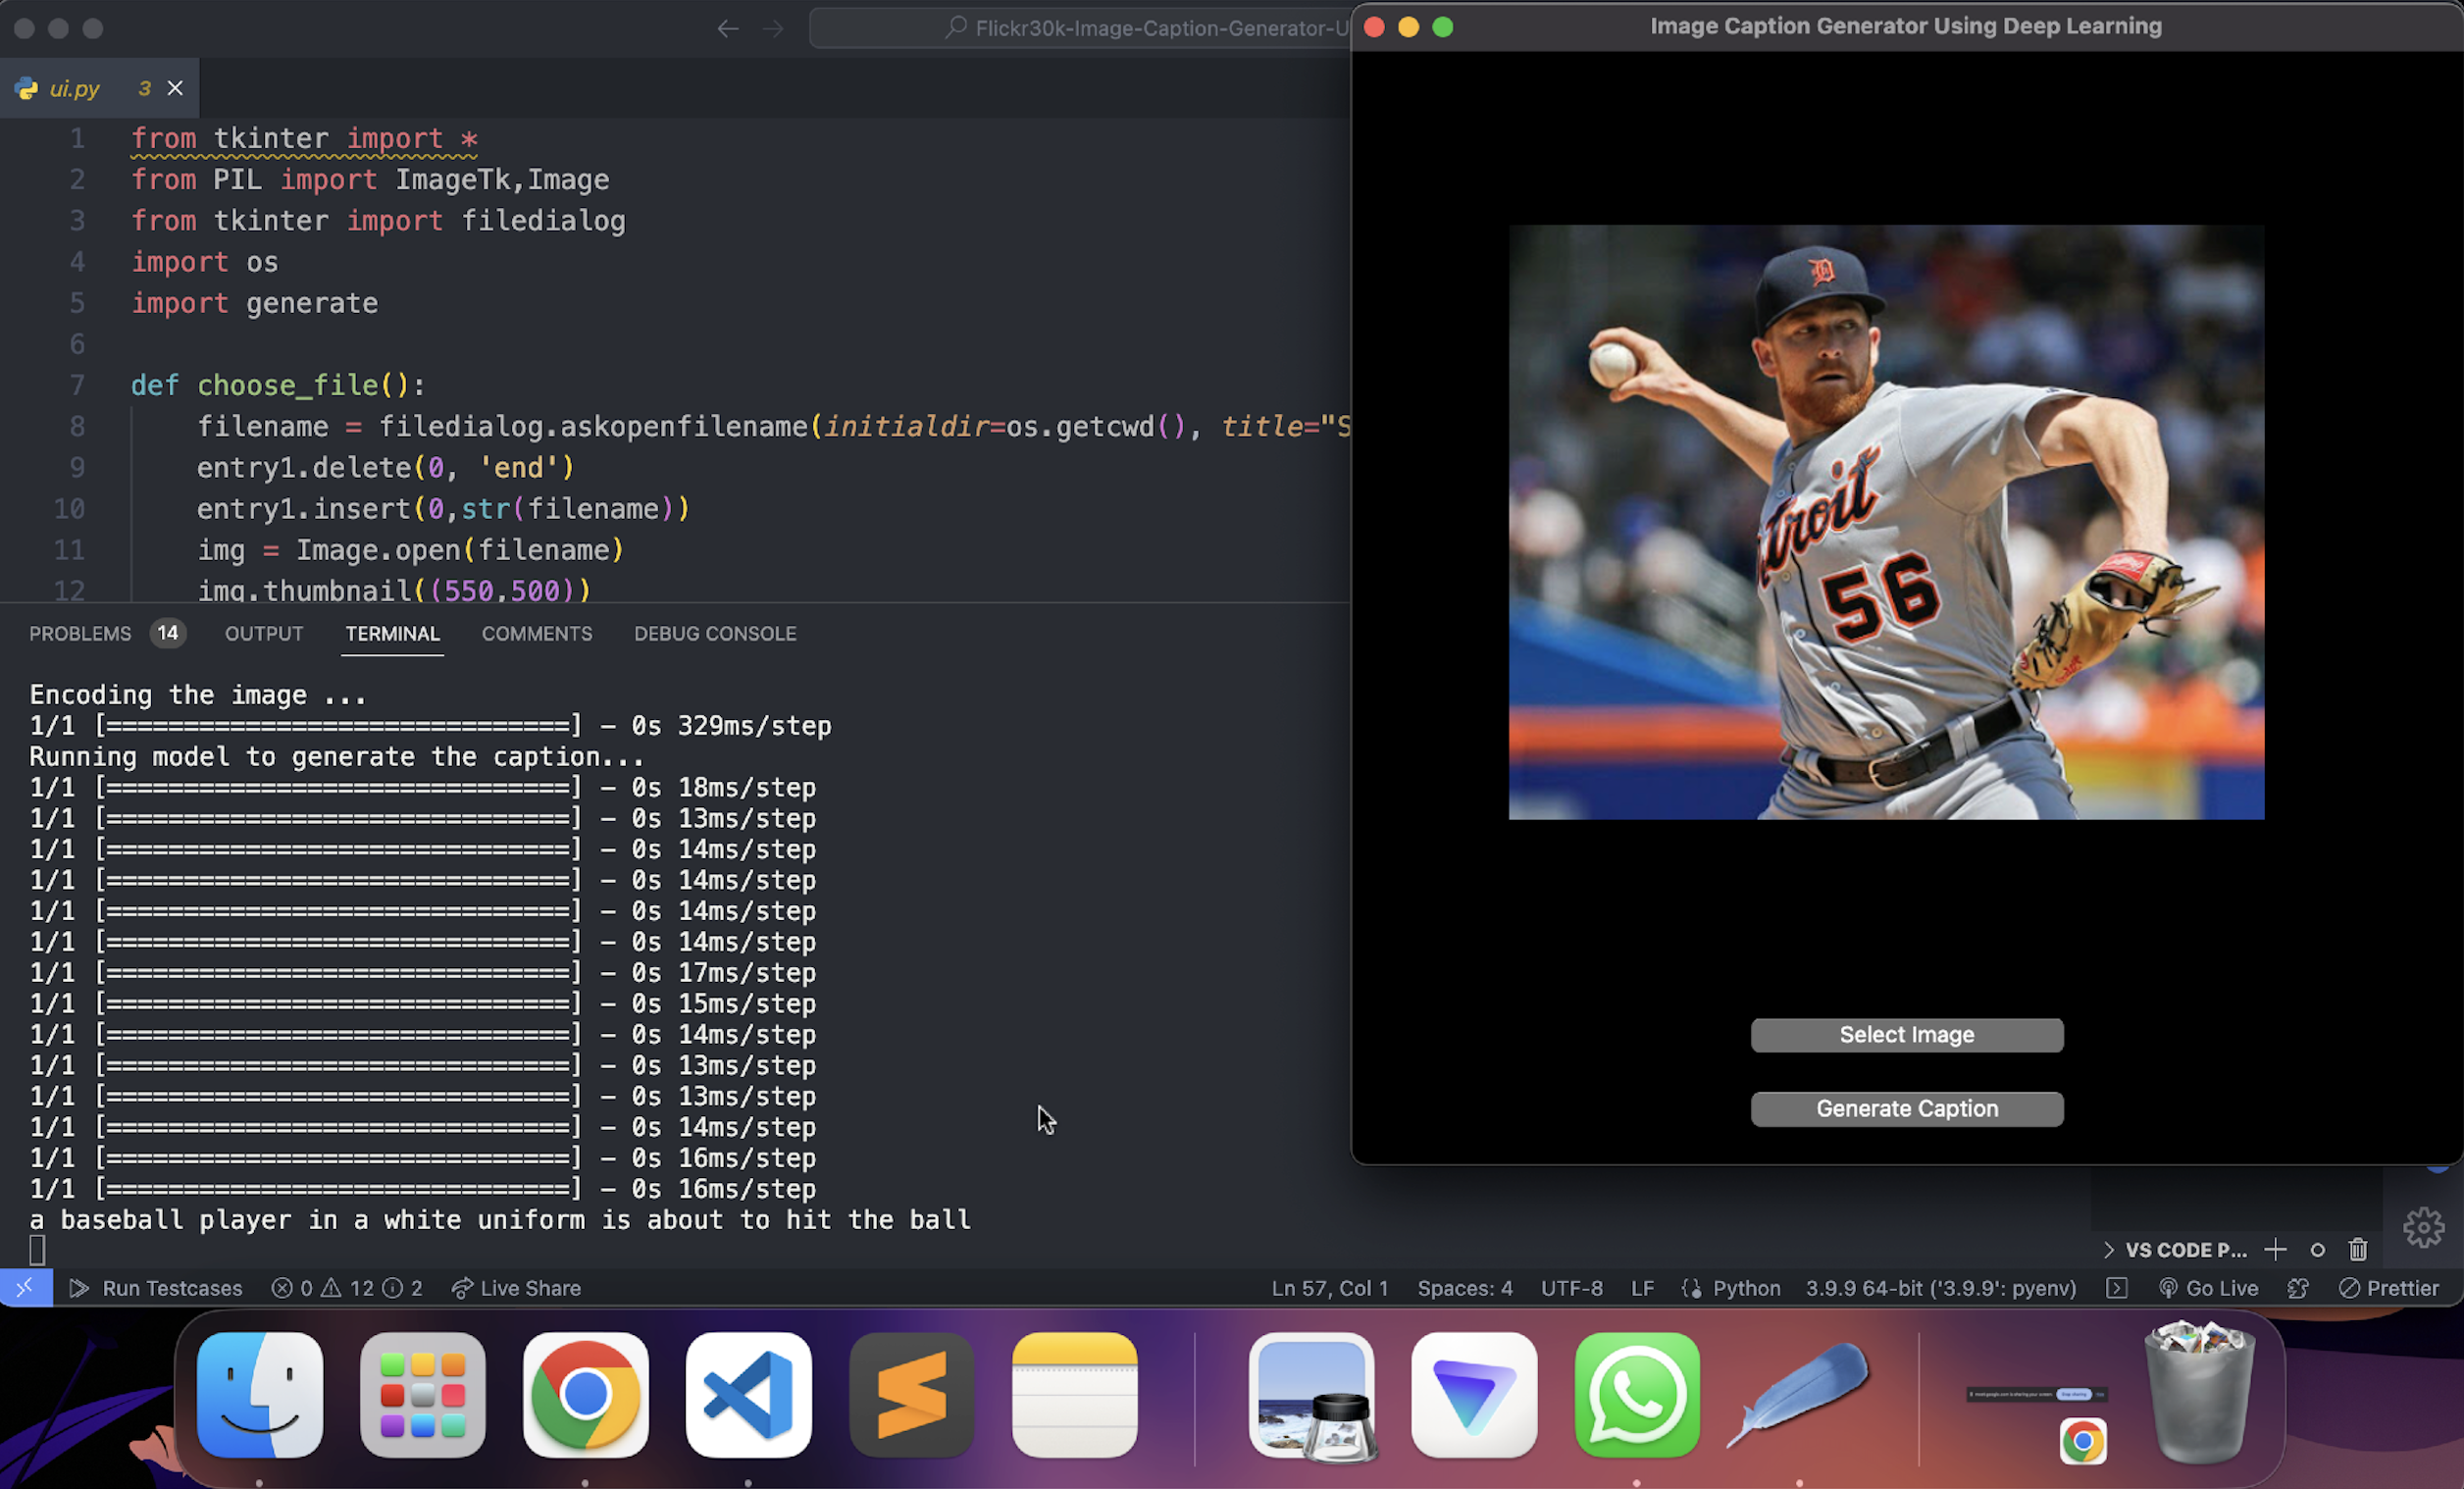 Flickr30k-Image-Caption-Generator-U
ui.py 3
1 from tkinter import *
2 from PIL import ImageTk,Image
3 from tkinter import filedialog
4 import os
5 import generate
6
7 def choose_file():
8 filename = filedialog.askopenfilename(initialdir=os.getcwd(), title="S
9 entry1.delete(0, 'end')
10 entry1.insert(0,str(filename))
11 img = Image.open(filename)
12 img.thumbnail((550,500))
PROBLEMS 14 OUTPUT TERMINAL COMMENTS DEBUG CONSOLE
Encoding the image ...
1/1 [==============================] - 0s 329ms/step
Running model to generate the caption...
1/1 [==============================] - 0s 18ms/step
1/1 [==============================] - 0s 13ms/step
1/1 [==============================] - 0s 14ms/step
1/1 [==============================] - 0s 14ms/step
1/1 [==============================] - 0s 14ms/step
1/1 [==============================] - 0s 14ms/step
1/1 [==============================] - 0s 17ms/step
1/1 [==============================] - 0s 15ms/step
1/1 [==============================] - 0s 14ms/step
1/1 [==============================] - 0s 13ms/step
1/1 [==============================] - 0s 13ms/step
1/1 [==============================] - 0s 14ms/step
1/1 [==============================] - 0s 16ms/step
1/1 [==============================] - 0s 16ms/step
a baseball player in a white uniform is about to hit the ball
Image Caption Generator Using Deep Learning
D
troit
56
Select Image
Generate Caption
VS CODE P...
Run Testcases 0 12 2 Live Share Ln 57, Col 1 Spaces: 4 UTF-8 LF Python 3.9.9 64-bit ('3.9.9': pyenv) Go Live Prettier